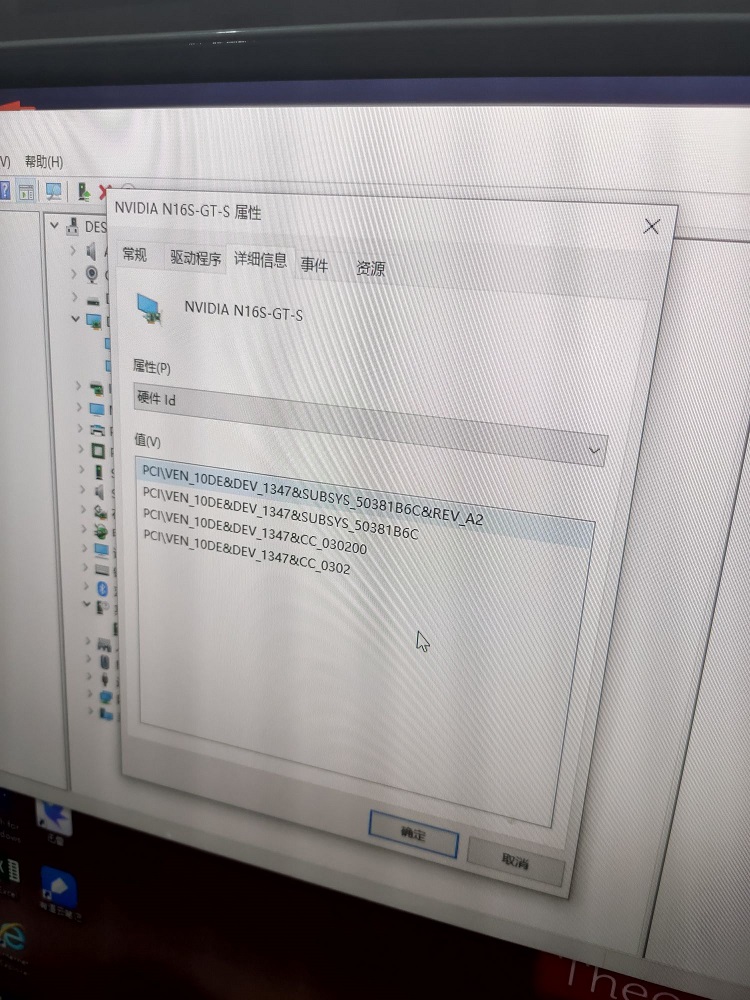 V) 帮助(H)
NVIDIA N16S-GT-S 属性
常规 驱动程序 详细信息 事件 资源
DES
NVIDIA N16S-GT-S
属性(P)
硬件 Id
值(V)
PCI\VEN_10DE&DEV_1347&SUBSYS_50381B6C&REV_A2
PCI\VEN_10DE&DEV_1347&SUBSYS_50381B6C
PCI\VEN_10DE&DEV_1347&CC_030200
PCI\VEN_10DE&DEV_1347&CC_0302
确定 取消